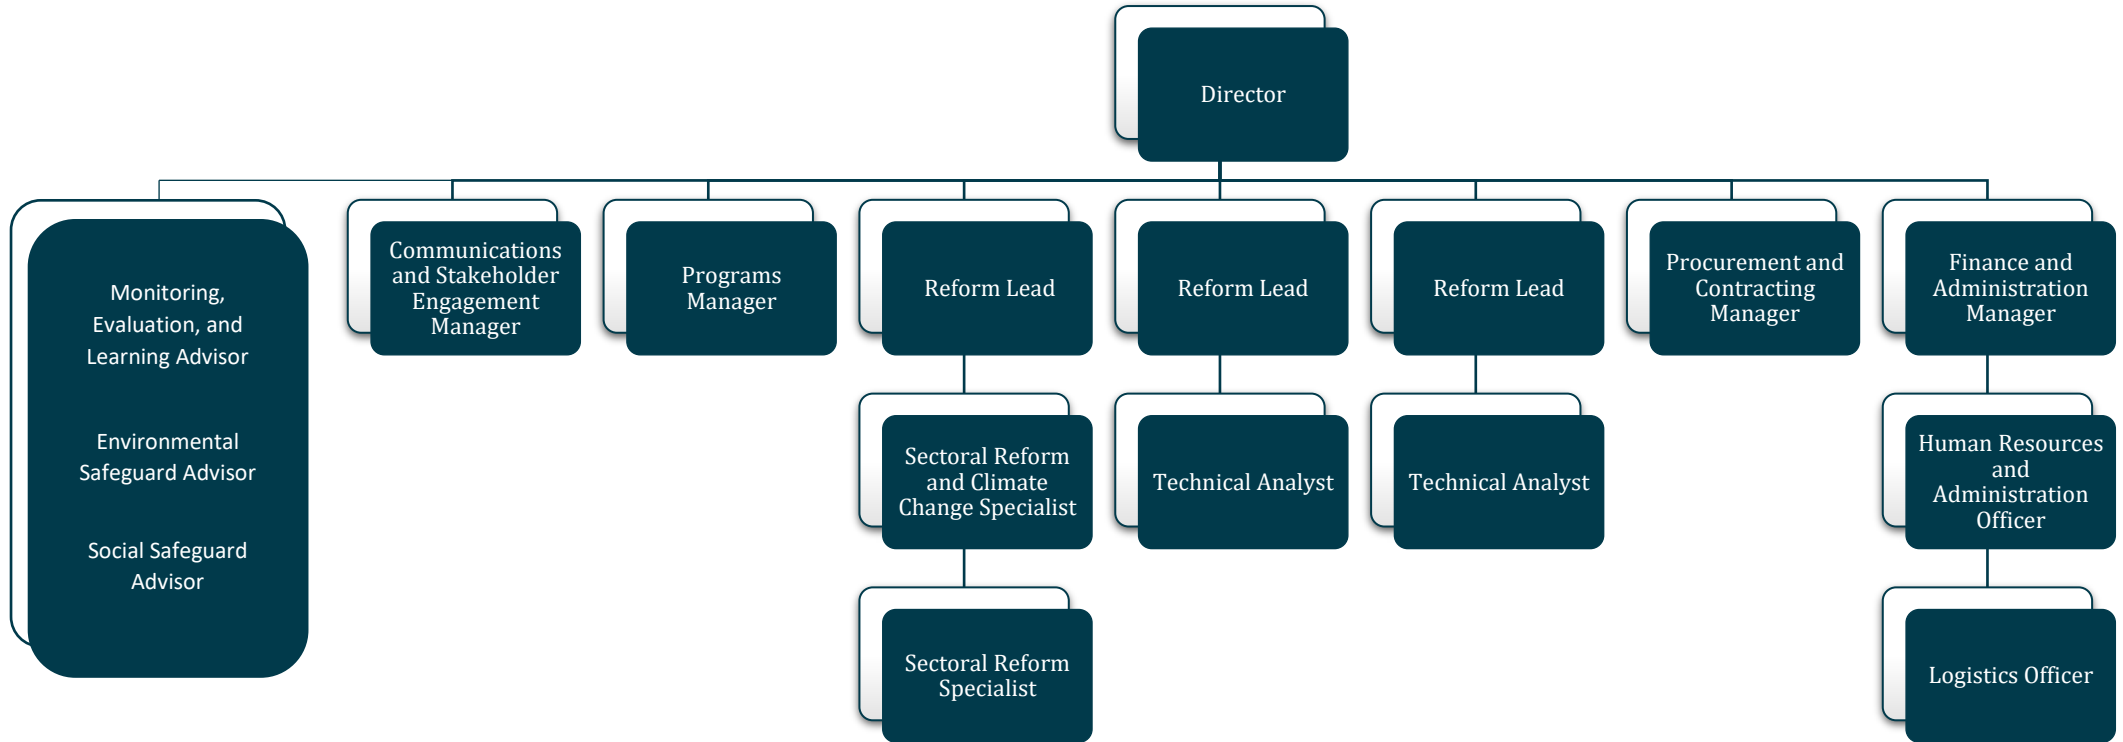 Director
Monitoring,
Evaluation, and
Learning Advisor
Environmental
Safeguard Advisor
Social Safeguard
Advisor
Communications
and Stakeholder
Engagement
Manager
Programs
Manager
Reform Lead
Reform Lead
Reform Lead
Procurement and
Contracting
Manager
Finance and
Administration
Manager
Sectoral Reform
and Climate
Change Specialist
Technical Analyst
Technical Analyst
Human Resources
and
Administration
Officer
Sectoral Reform
Specialist
Logistics Officer